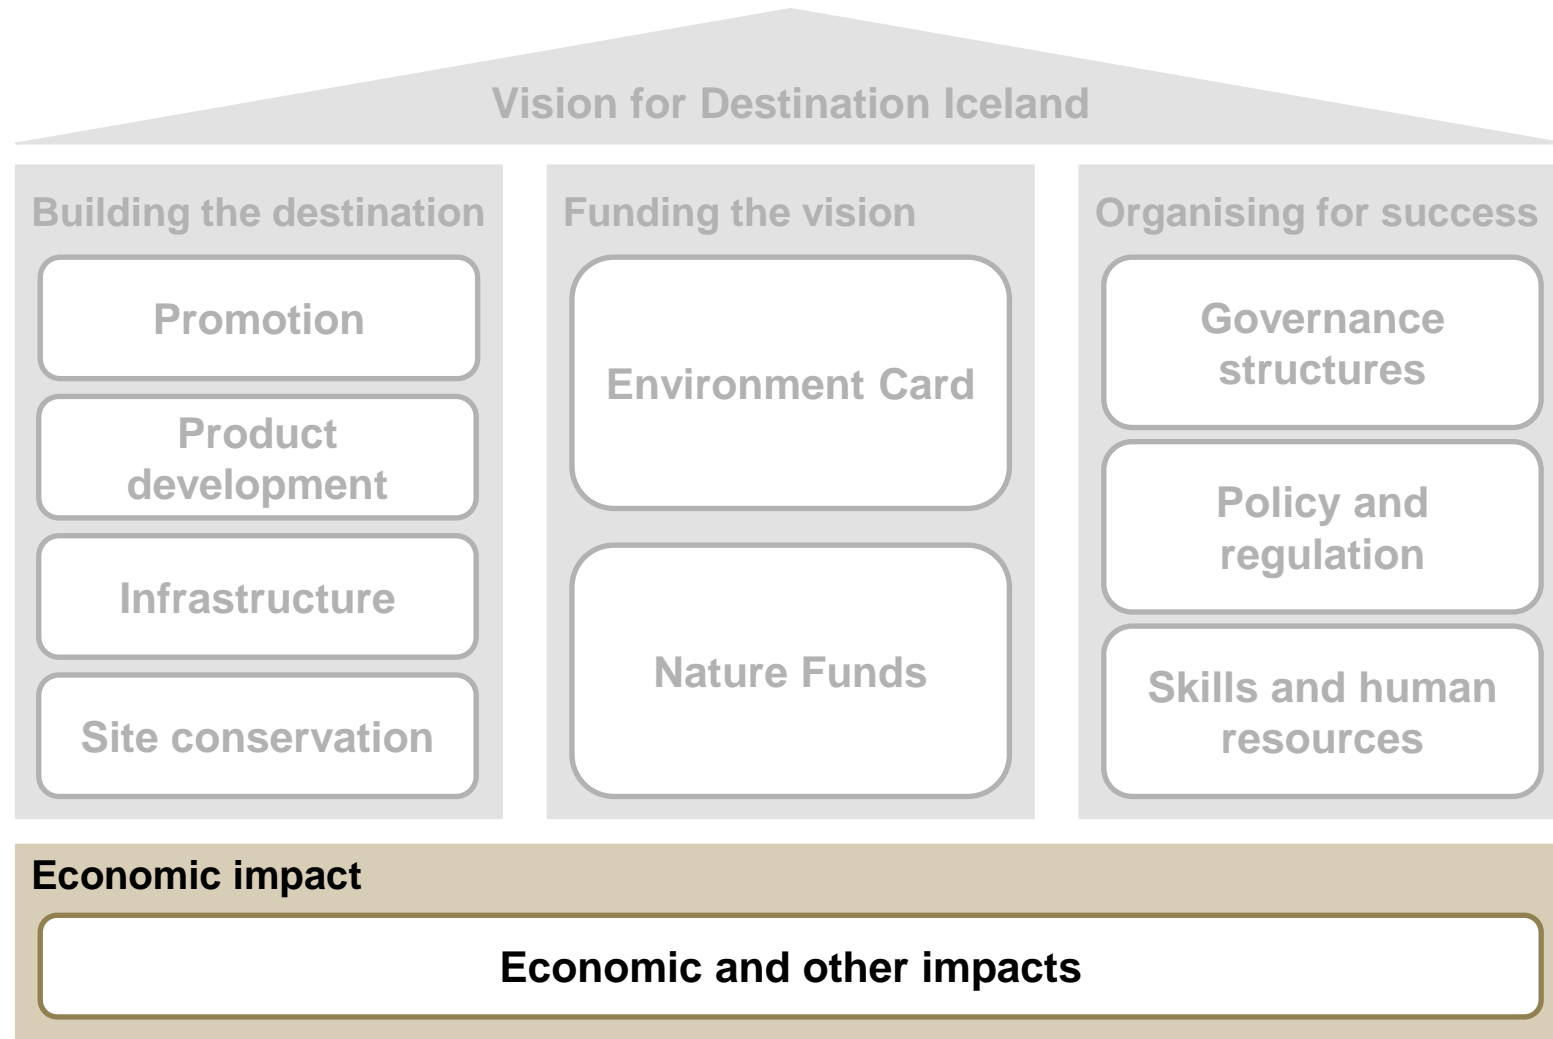 Vision for Destination Iceland
Building the destination
Promotion
Product
development
Infrastructure
Site conservation
Funding the vision
Environment Card
Nature Funds
Organising for success
Governance
structures
Policy and
regulation
Skills and human
resources
Economic impact
Economic and other impacts